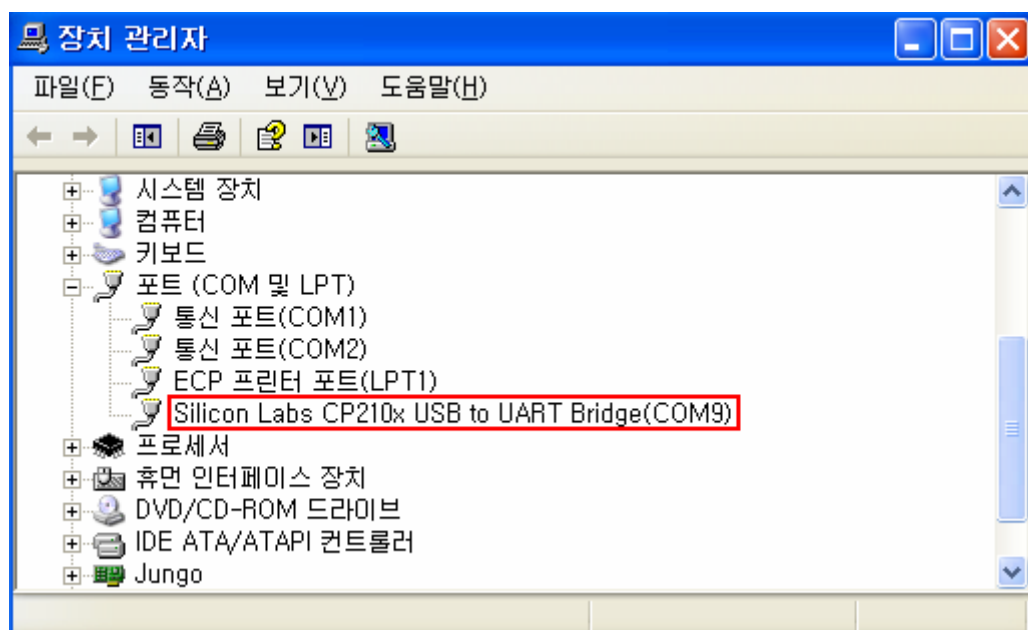 장치 관리자
파일(F) 동작(A) 보기(V) 도움말(H)
시스템 장치
컴퓨터
키보드
포트 (COM 및 LPT)
통신 포트(COM1)
통신 포트(COM2)
ECP 프린터 포트(LPT1)
Silicon Labs CP210x USB to UART Bridge(COM9)
프로세서
휴먼 인터페이스 장치
DVD/CD-ROM 드라이브
IDE ATA/ATAPI 컨트롤러
Jungo